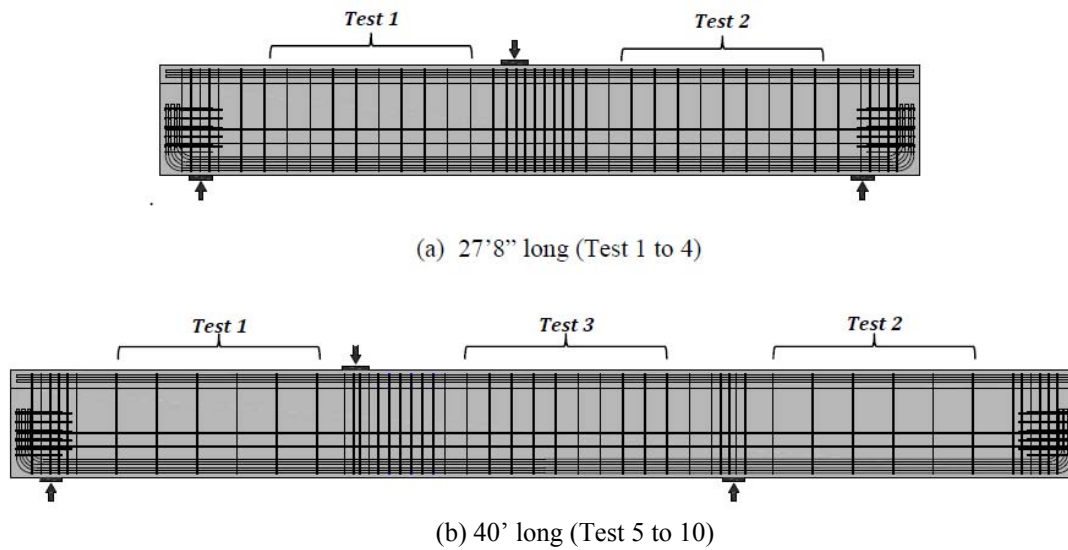 Test 1
Test 2
(a) 27’8” long (Test 1 to 4)
Test 1
Test 3
Test 2
(b) 40’ long (Test 5 to 10)